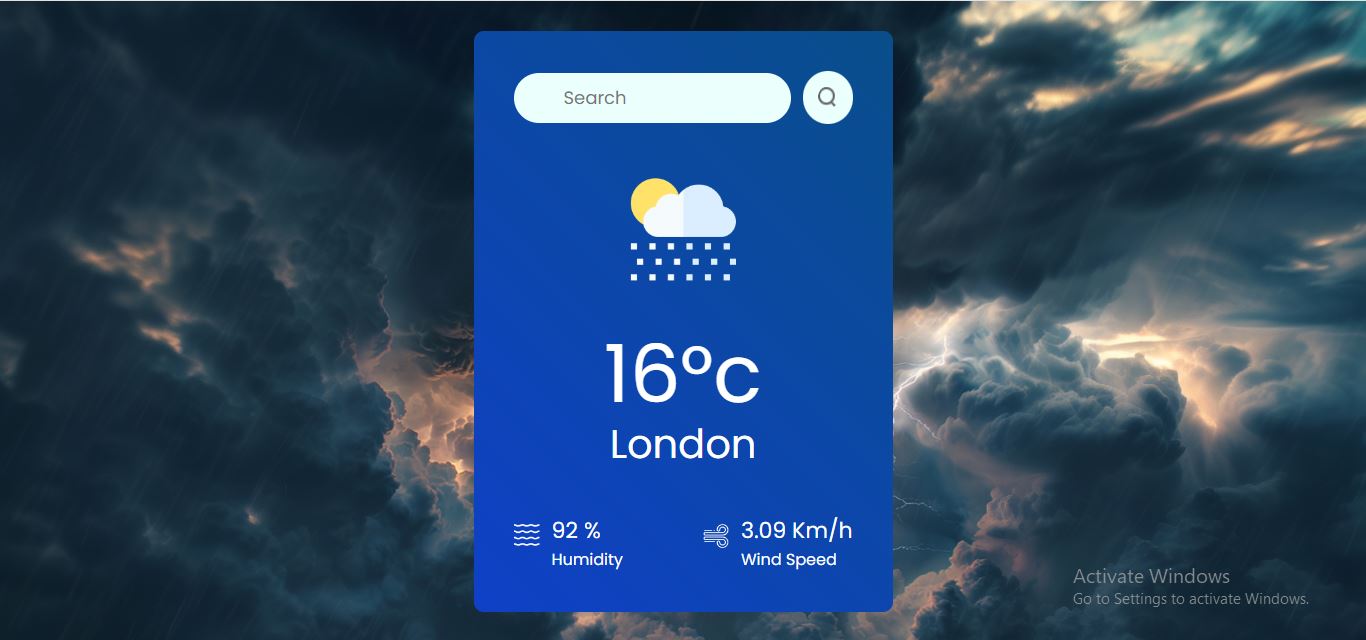 Search
16°c
London
92 %
Humidity
3.09 Km/h
Wind Speed
Activate Windows
Go to Settings to activate Windows.